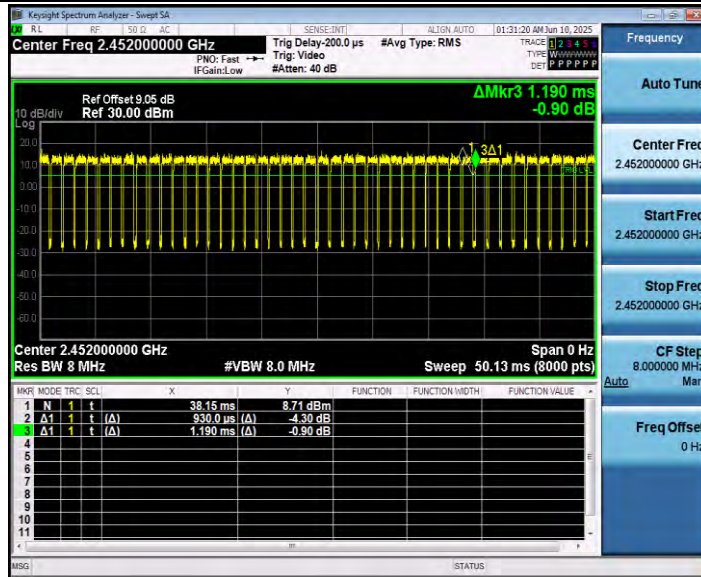 Keysight Spectrum Analyzer - Swept SA
RL RF 50 Ω AC SENSE:INT ALIGN AUTO 01:31:20 AM Jun 10, 2025
Center Freq 2.452000000 GHz
PNO: Fast
IFGain:Low
Trig Delay-200.0 µs
Trig: Video
#Atten: 40 dB
#Avg Type: RMS
TRACE 1 2 3 4 5 6
TYPE W
DET P P P P P P
Ref Offset 9.05 dB
Ref 30.00 dBm
10 dB/div
Log
ΔMkr3 1.190 ms
-0.90 dB
20.0
10.0
0.00
-10.0
-20.0
-30.0
-40.0
-50.0
-60.0
1
3Δ1
TRIG LVL
Center 2.452000000 GHz
Span 0 Hz
Res BW 8 MHz
#VBW 8.0 MHz
Sweep 50.13 ms (8000 pts)
MKR MODE TRC SCL X Y FUNCTION FUNCTION WIDTH FUNCTION VALUE
1 N 1 t 38.15 ms 8.71 dBm
2 Δ1 1 t (Δ) 930.0 µs (Δ) -4.30 dB
3 Δ1 1 t (Δ) 1.190 ms (Δ) -0.90 dB
4
5
6
7
8
9
10
11
MSG
STATUS
Frequency
Auto Tune
Center Freq
2.452000000 GHz
Start Freq
2.452000000 GHz
Stop Freq
2.452000000 GHz
CF Step
8.000000 MHz
Auto Man
Freq Offset
0 Hz